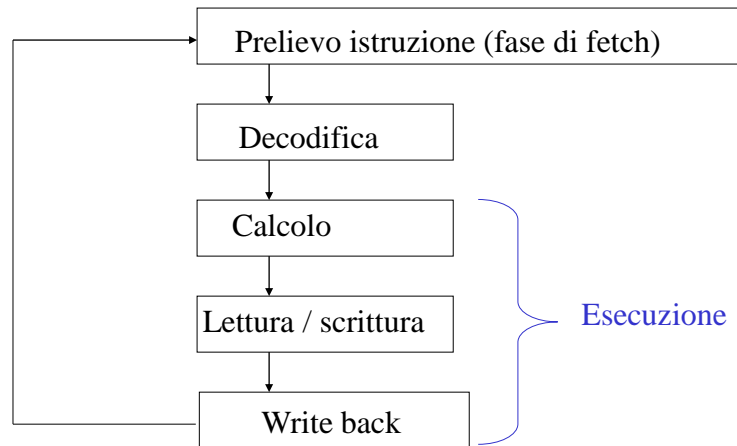 Prelievo istruzione (fase di fetch)
Decodifica
Calcolo
Lettura / scrittura
Esecuzione
Write back